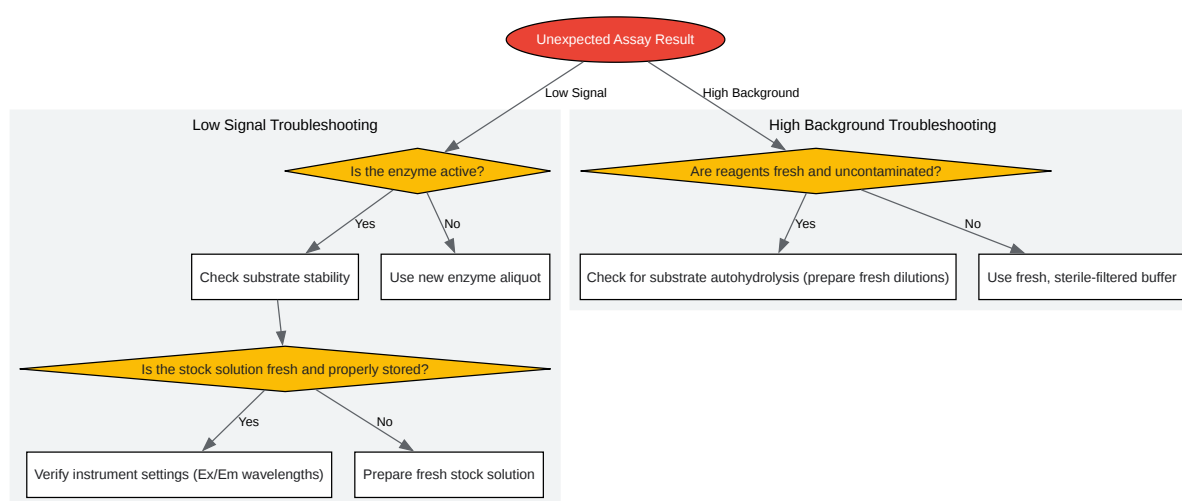 Unexpected Assay Result
Low Signal
High Background
Low Signal Troubleshooting
High Background Troubleshooting
Is the enzyme active?
Are reagents fresh and uncontaminated?
Yes
No
Yes
No
Check substrate stability
Use new enzyme aliquot
Check for substrate autohydrolysis (prepare fresh dilutions)
Use fresh, sterile-filtered buffer
Is the stock solution fresh and properly stored?
Yes
No
Verify instrument settings (Ex/Em wavelengths)
Prepare fresh stock solution